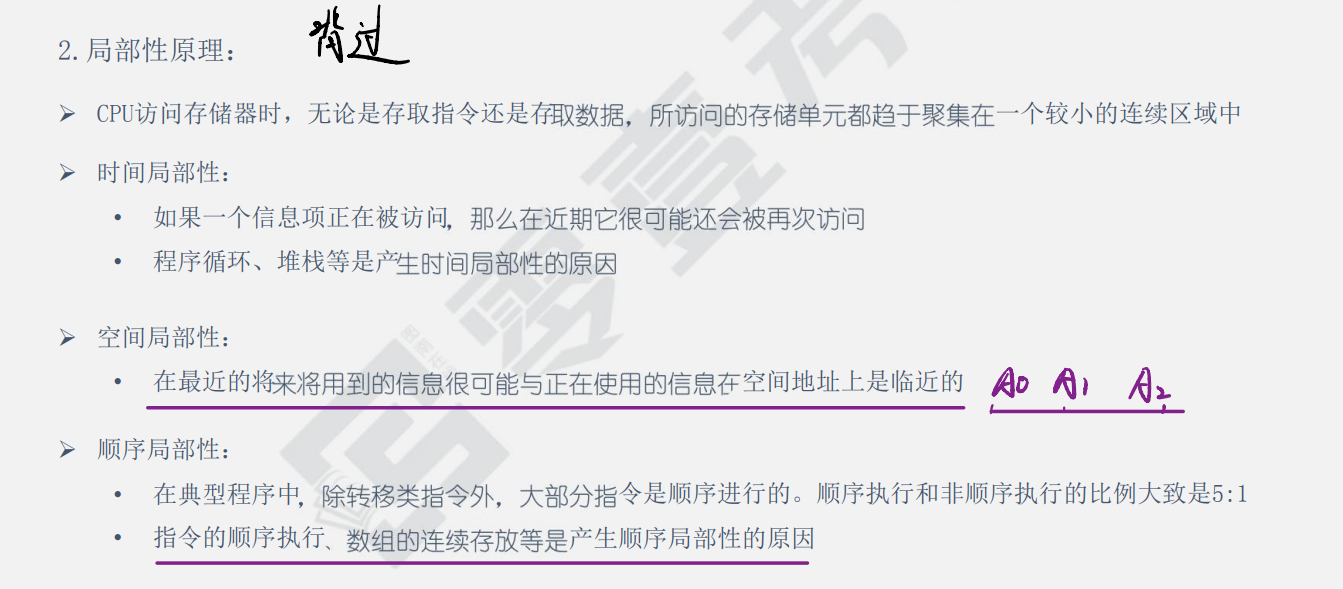 2.局部性原理: 背过
➢ CPU访问存储器时，无论是存取指令还是存取数据，所访问的存储单元都趋于聚集在一个较小的连续区域中
➢ 时间局部性:
• 如果一个信息项正在被访问，那么在近期它很可能还会被再次访问
• 程序循环、堆栈等是产生时间局部性的原因
➢ 空间局部性:
• 在最近的将来将用到的信息很可能与正在使用的信息在空间地址上是临近的 A0 A1 A2
➢ 顺序局部性:
• 在典型程序中，除转移类指令外，大部分指令是顺序进行的。顺序执行和非顺序执行的比例大致是5:1
• 指令的顺序执行、数组的连续存放等是产生顺序局部性的原因
零壹考